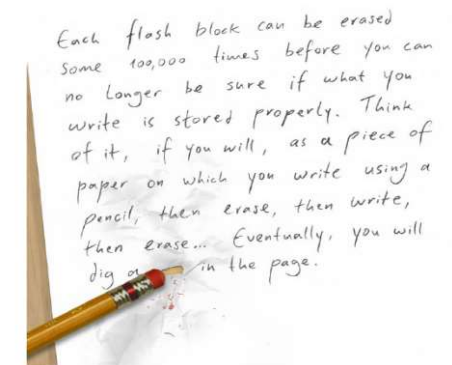 Each flash block can be erased
some 100,000 times before you can
no longer be sure if what you
write is stored properly. Think
of it, if you will, as a piece of
paper on which you write using a
pencil, then erase, then write,
then erase... Eventually, you will
dig a in the page.